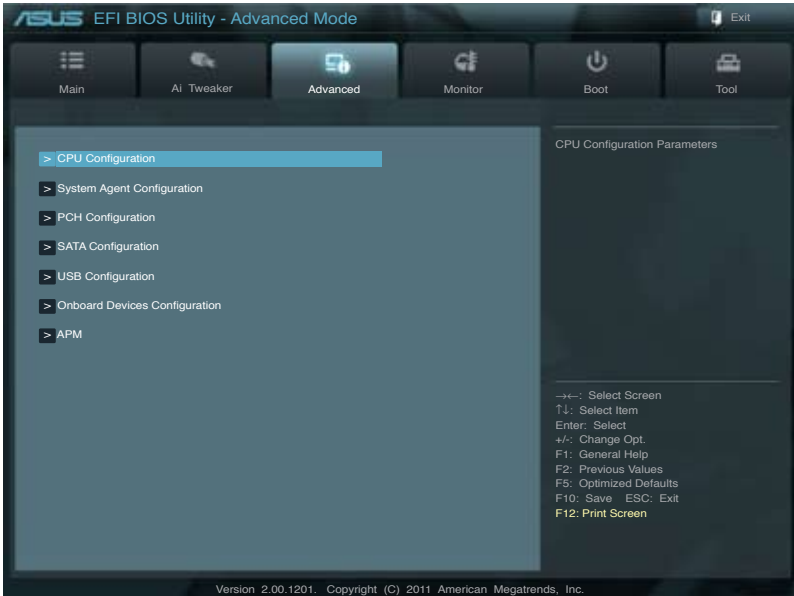 ASUS EFI BIOS Utility - Advanced Mode
Exit
Main
Ai Tweaker
Advanced
Monitor
Boot
Tool
> CPU Configuration
> System Agent Configuration
> PCH Configuration
> SATA Configuration
> USB Configuration
> Onboard Devices Configuration
> APM
CPU Configuration Parameters
→←: Select Screen
↑↓: Select Item
Enter: Select
+/-: Change Opt.
F1: General Help
F2: Previous Values
F5: Optimized Defaults
F10: Save ESC: Exit
F12: Print Screen
Version 2.00.1201. Copyright (C) 2011 American Megatrends, Inc.